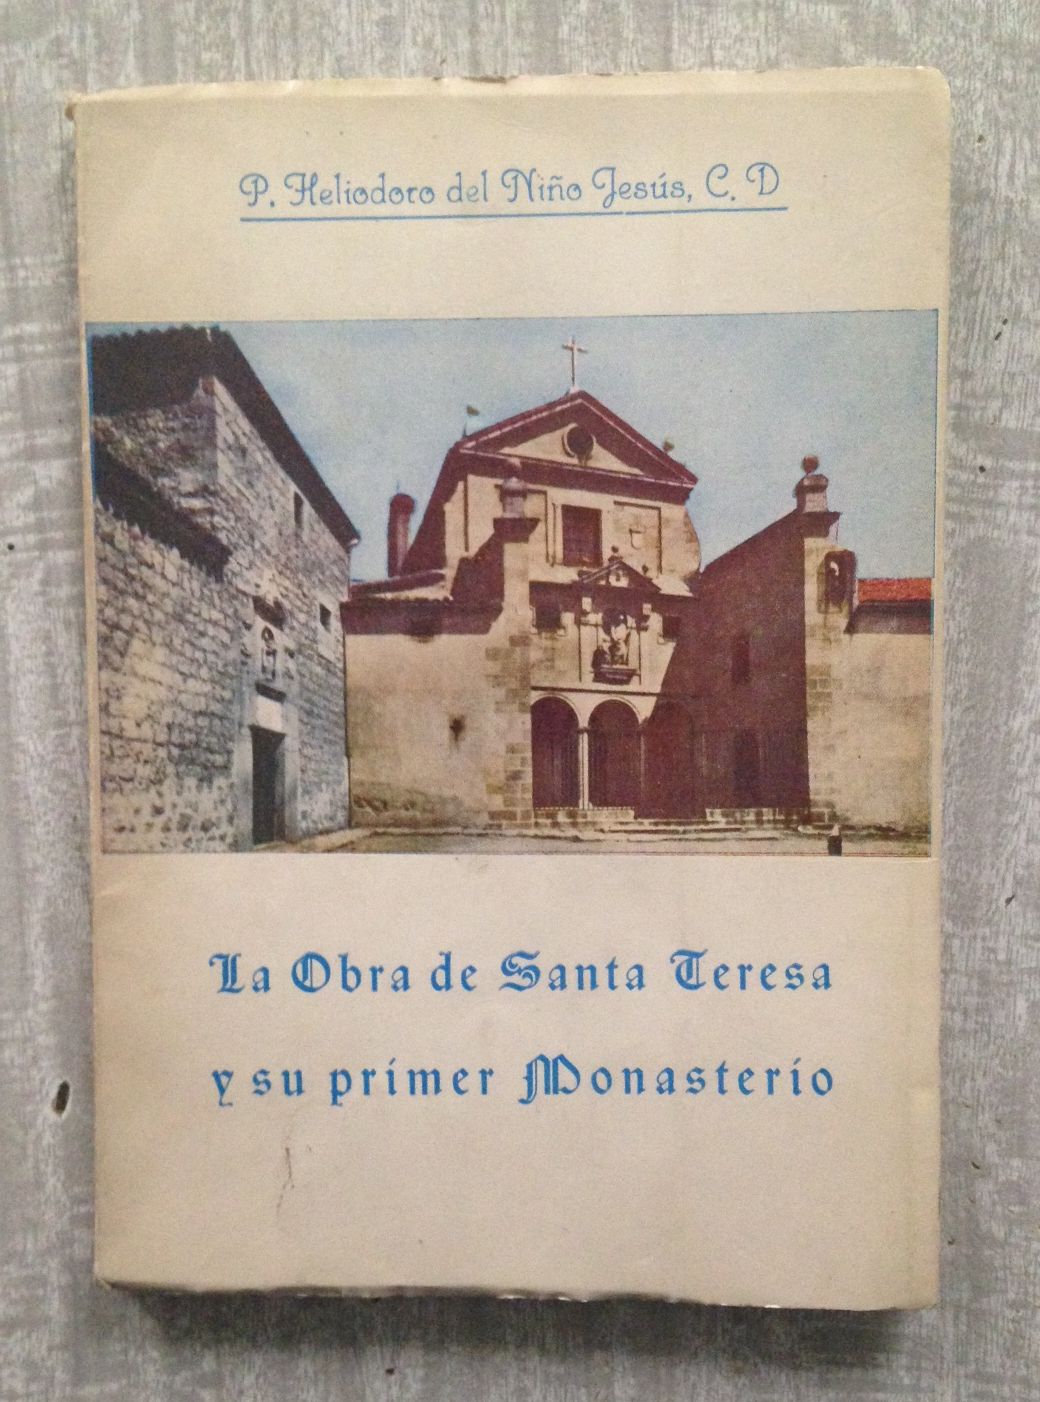 P. Heliodoro del Niño Jesús, C. D
La Obra de Santa Teresa
y su primer Monasterio